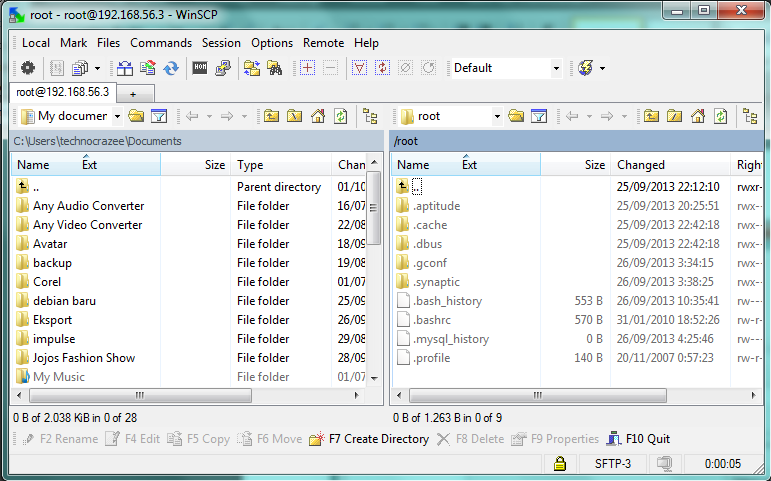 root - root@192.168.56.3 - WinSCP
Local Mark Files Commands Session Options Remote Help
Default
root@192.168.56.3 +
My documer root
C:\Users\technocrazee\Documents /root
Name Ext Size Type Chan Name Ext Size Changed Right
.. Parent directory 01/10 .. 25/09/2013 22:12:10 rwxr-
Any Audio Converter File folder 16/07 .aptitude 25/09/2013 20:25:51 rwx--
Any Video Converter File folder 22/08 .cache 25/09/2013 22:42:18 rwx--
Avatar File folder 18/09 .dbus 25/09/2013 22:42:18 rwx--
backup File folder 19/08 .gconf 26/09/2013 3:34:15 rwx--
Corel File folder 01/07 .synaptic 26/09/2013 3:38:25 rwx--
debian baru File folder 25/09 .bash_history 553 B 26/09/2013 10:35:41 rw---
Eksport File folder 26/09 .bashrc 570 B 31/01/2010 18:52:26 rw-r-
impulse File folder 29/08 .mysql_history 0 B 26/09/2013 4:25:46 rw---
Jojos Fashion Show File folder 28/09 .profile 140 B 20/11/2007 0:57:23 rw-r-
My Music File folder 01/07
0 B of 2.038 KiB in 0 of 28 0 B of 1.263 B in 0 of 9
F2 Rename F4 Edit F5 Copy F6 Move F7 Create Directory F8 Delete F9 Properties F10 Quit
SFTP-3 0:00:05